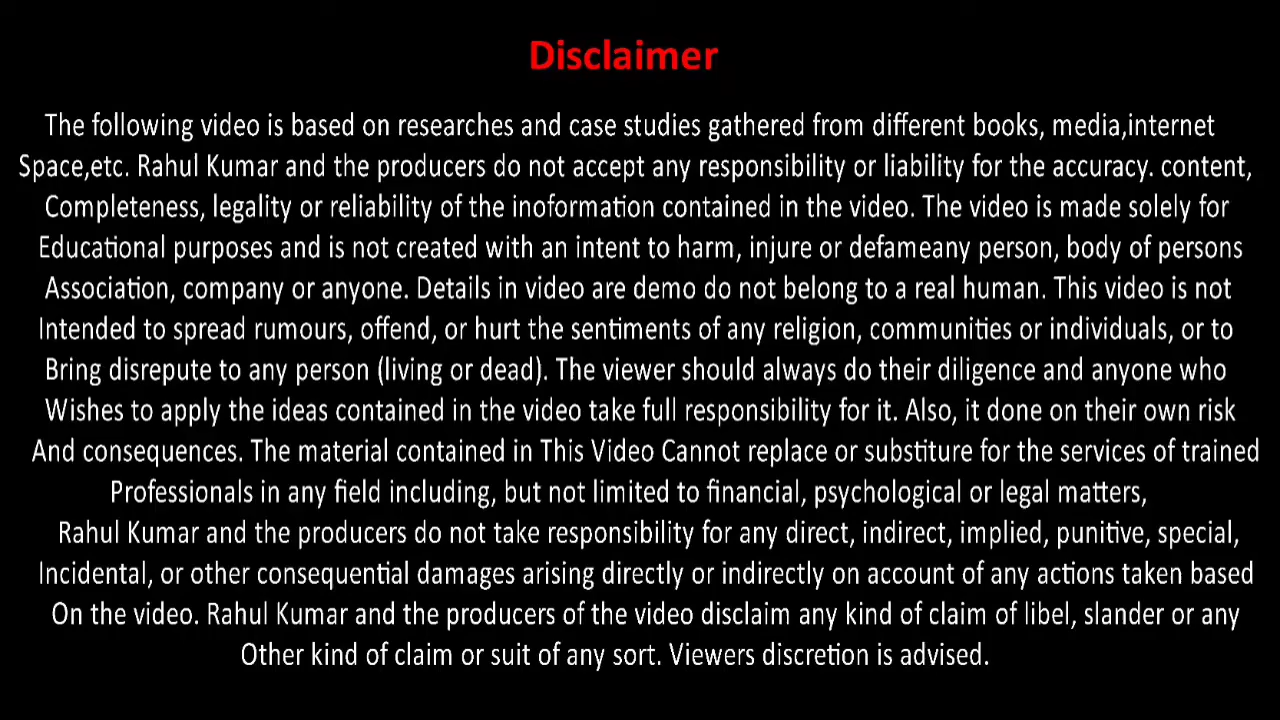 Disclaimer
The following video is based on researches and case studies gathered from different books, media,internet
Space,etc. Rahul Kumar and the producers do not accept any responsibility or liability for the accuracy. content,
Completeness, legality or reliability of the inoformation contained in the video. The video is made solely for
Educational purposes and is not created with an intent to harm, injure or defameany person, body of persons
Association, company or anyone. Details in video are demo do not belong to a real human. This video is not
Intended to spread rumours, offend, or hurt the sentiments of any religion, communities or individuals, or to
Bring disrepute to any person (living or dead). The viewer should always do their diligence and anyone who
Wishes to apply the ideas contained in the video take full responsibility for it. Also, it done on their own risk
And consequences. The material contained in This Video Cannot replace or substiture for the services of trained
Professionals in any field including, but not limited to financial, psychological or legal matters,
Rahul Kumar and the producers do not take responsibility for any direct, indirect, implied, punitive, special,
Incidental, or other consequential damages arising directly or indirectly on account of any actions taken based
On the video. Rahul Kumar and the producers of the video disclaim any kind of claim of libel, slander or any
Other kind of claim or suit of any sort. Viewers discretion is advised.